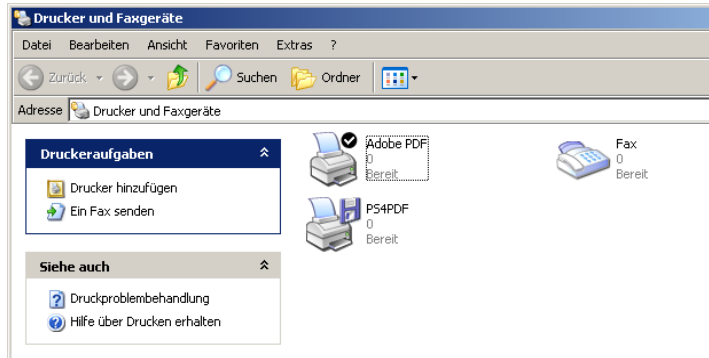 Drucker und Faxgeräte
Datei Bearbeiten Ansicht Favoriten Extras ?
Zurück Suchen Ordner
Adresse Drucker und Faxgeräte
Druckeraufgaben
Drucker hinzufügen
Ein Fax senden
Siehe auch
Druckproblembehandlung
Hilfe über Drucken erhalten
Adobe PDF
0
Bereit
Fax
0
Bereit
PS4PDF
0
Bereit